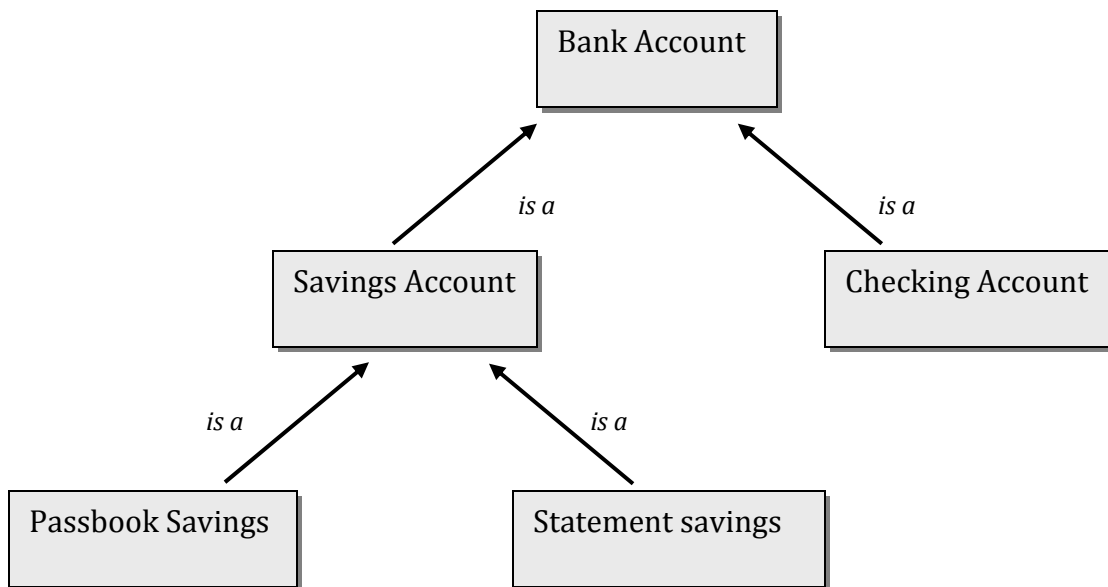 Bank Account
is a
is a
Savings Account
Checking Account
is a
is a
Passbook Savings
Statement savings